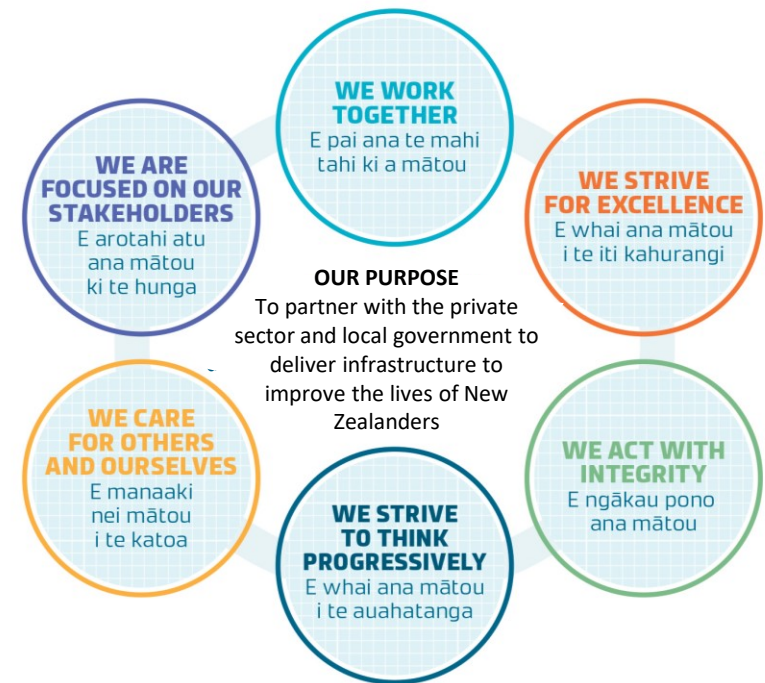 WE WORK
TOGETHER
E pai ana te mahi
tahi ki a mātou
WE STRIVE
FOR EXCELLENCE
E whai ana mātou
i te iti kahurangi
WE ACT WITH
INTEGRITY
E ngākau pono
ana mātou
WE STRIVE
TO THINK
PROGRESSIVELY
E whai ana mātou
i te auahatanga
WE CARE
FOR OTHERS
AND OURSELVES
E manaaki
nei mātou
i te katoa
WE ARE
FOCUSED ON OUR
STAKEHOLDERS
E arotahi atu
ana mātou
ki te hunga
OUR PURPOSE
To partner with the private
sector and local government to
deliver infrastructure to
improve the lives of New
Zealanders